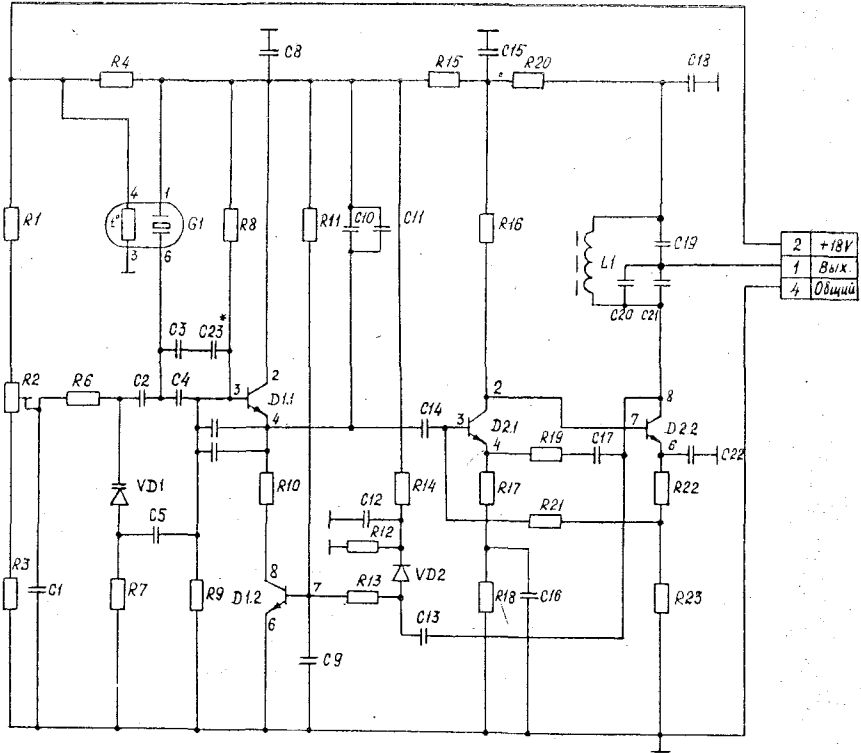 C8
C15
R4
R15
R20
C18
4
1
t°
G1
R1
R8
R11
C10
C11
R16
3
6
L1
C19
2 +18V
1 Вых.
4 Общий
C20
C21
C3
C23*
R2
R6
C2
C4
2
3
D1.1
4
C14
2
3
D2.1
4
R19
C17
8
7
D2.2
6
C22
VD1
R10
R14
R17
R22
C5
C12
R12
R21
VD2
R3
C1
R7
R9
8
D1.2
7
6
R13
R18
C16
R23
C13
C9